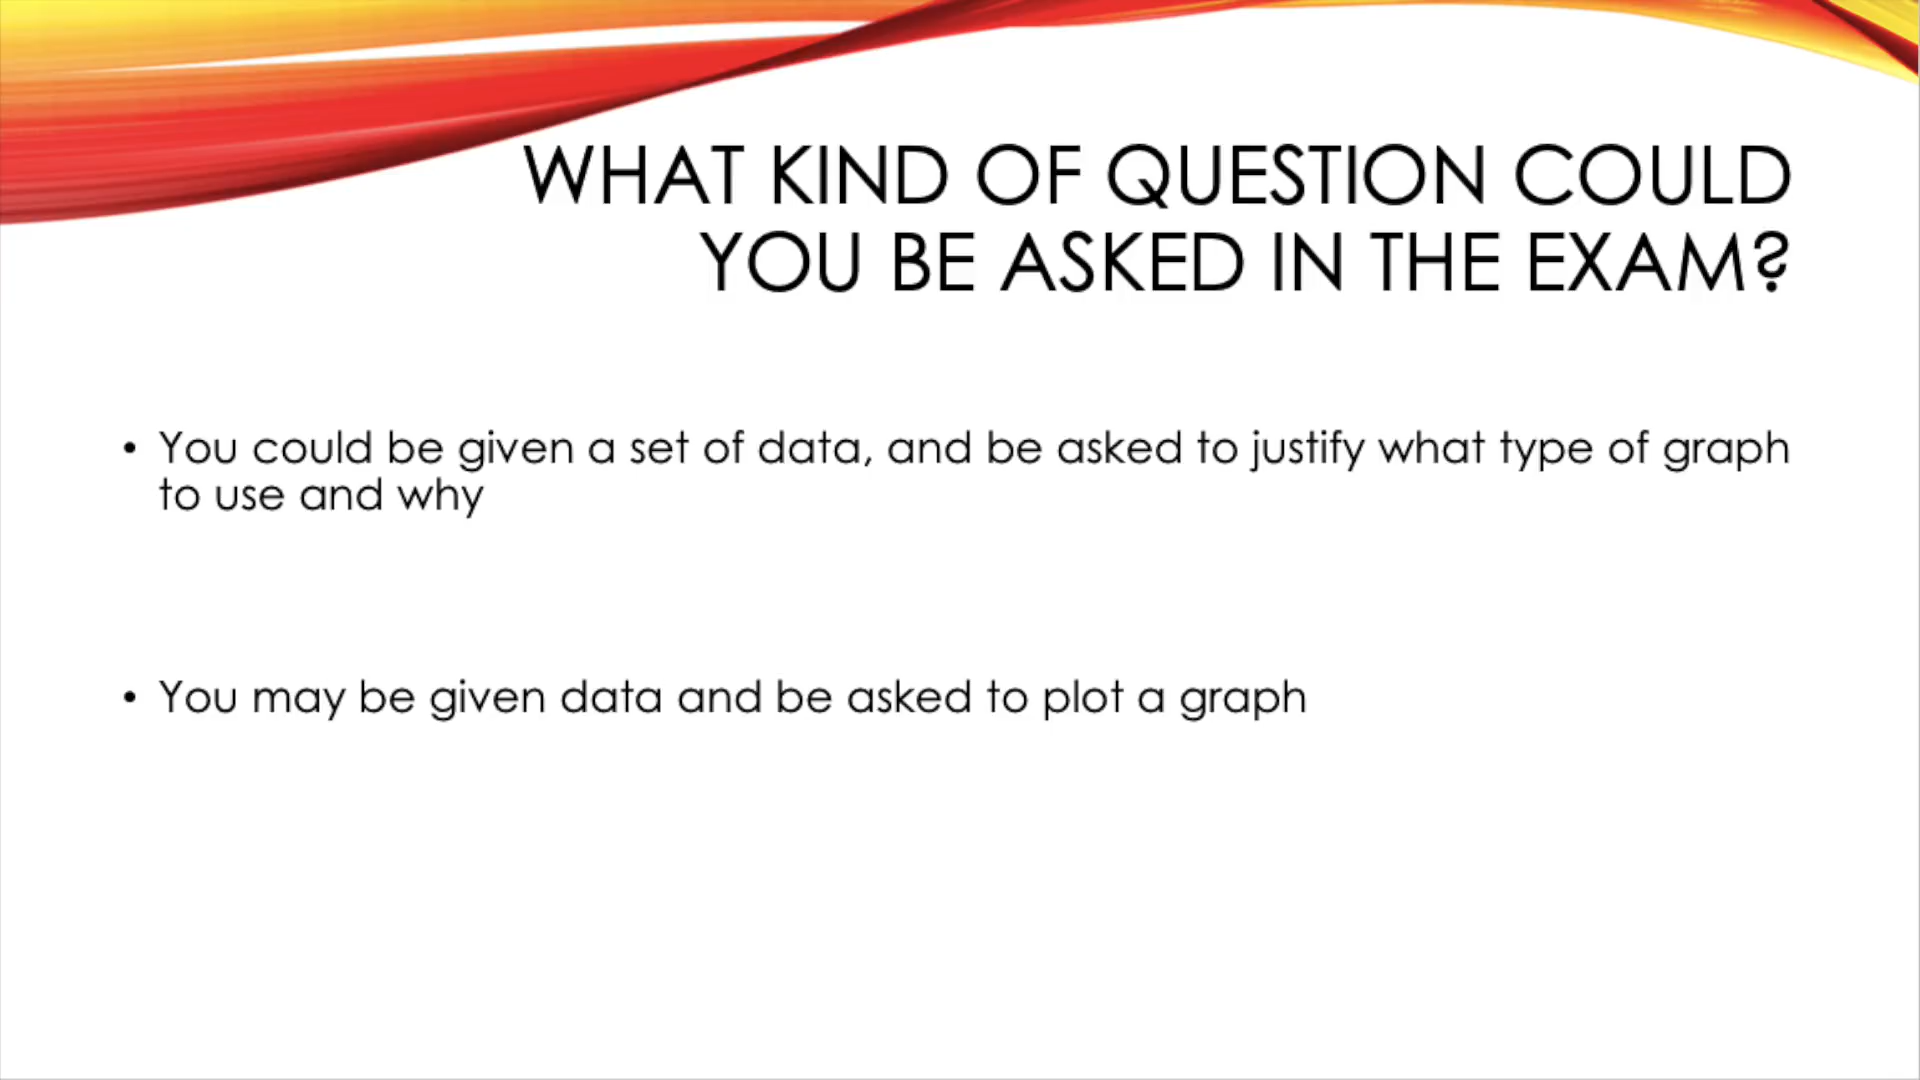 WHAT KIND OF QUESTION COULD
YOU BE ASKED IN THE EXAM?
• You could be given a set of data, and be asked to justify what type of graph
to use and why
• You may be given data and be asked to plot a graph